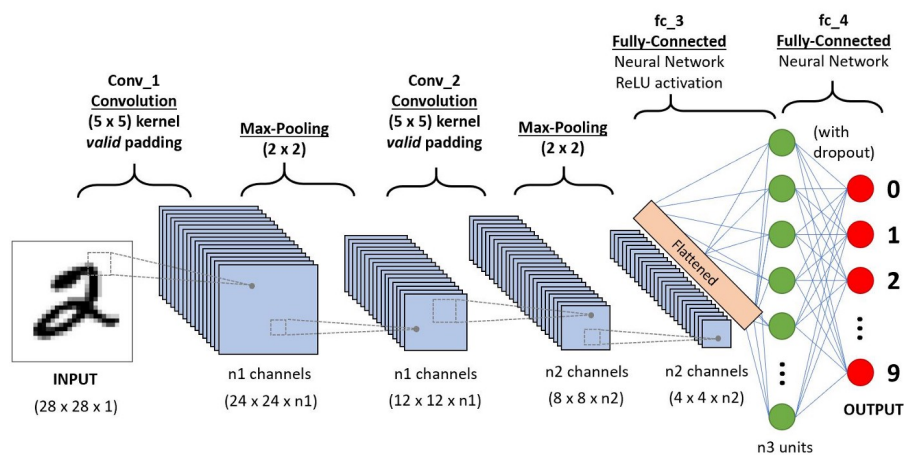 fc_3
Fully-Connected
Neural Network
ReLU activation
fc_4
Fully-Connected
Neural Network
Conv_1
Convolution
(5 x 5) kernel
valid padding
Max-Pooling
(2 x 2)
Conv_2
Convolution
(5 x 5) kernel
valid padding
Max-Pooling
(2 x 2)
(with
dropout)
Flattened
0
1
2
9
INPUT
(28 x 28 x 1)
n1 channels
(24 x 24 x n1)
n1 channels
(12 x 12 x n1)
n2 channels
(8 x 8 x n2)
n2 channels
(4 x 4 x n2)
OUTPUT
n3 units
2